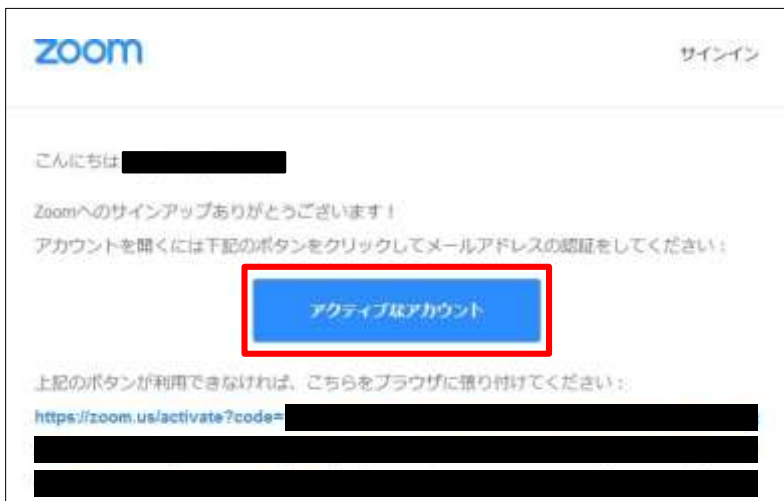 zoom
サインイン
こんにちは
Zoomへのサインアップありがとうございます！
アカウントを開くには下記のボタンをクリックしてメールアドレスの認証をしてください：
アクティブなアカウント
上記のボタンが利用できなければ、こちらをブラウザに張り付けてください：
https://zoom.us/activate?code=